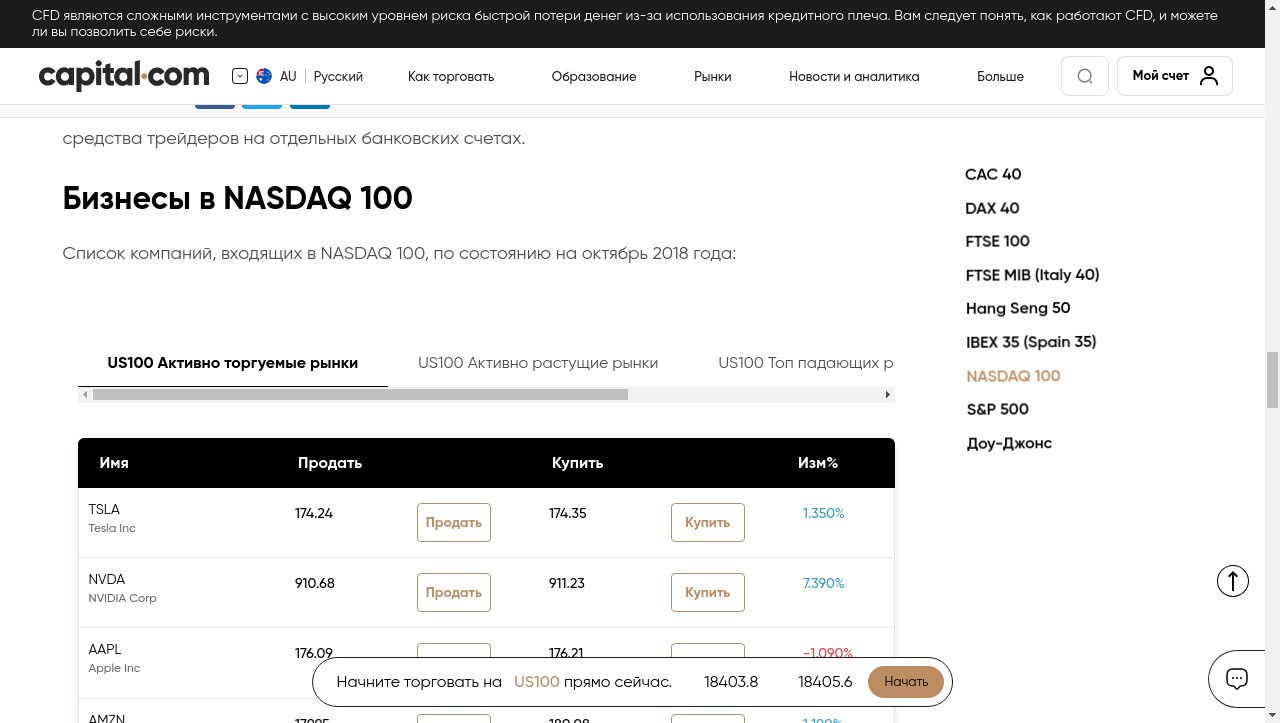 CFD являются сложными инструментами с высоким уровнем риска быстрой потери денег из-за использования кредитного плеча. Вам следует понять, как работают CFD, и можете
ли вы позволить себе риски.
capital.com AU Русский Как торговать Образование Рынки Новости и аналитика Больше Мой счет
средства трейдеров на отдельных банковских счетах.
Бизнесы в NASDAQ 100
Список компаний, входящих в NASDAQ 100, по состоянию на октябрь 2018 года:
US100 Активно торгуемые рынки US100 Активно растущие рынки US100 Топ падающих р
Имя Продать Купить Изм%
TSLA 174.24 Продать 174.35 Купить 1.350%
Tesla Inc
NVDA 910.68 Продать 911.23 Купить 7.390%
NVIDIA Corp
AAPL 176.09 176.21 -1.090%
Apple Inc
AMZN
CAC 40
DAX 40
FTSE 100
FTSE MIB (Italy 40)
Hang Seng 50
IBEX 35 (Spain 35)
NASDAQ 100
S&P 500
Доу-Джонс
Начните торговать на US100 прямо сейчас. 18403.8 18405.6 Начать